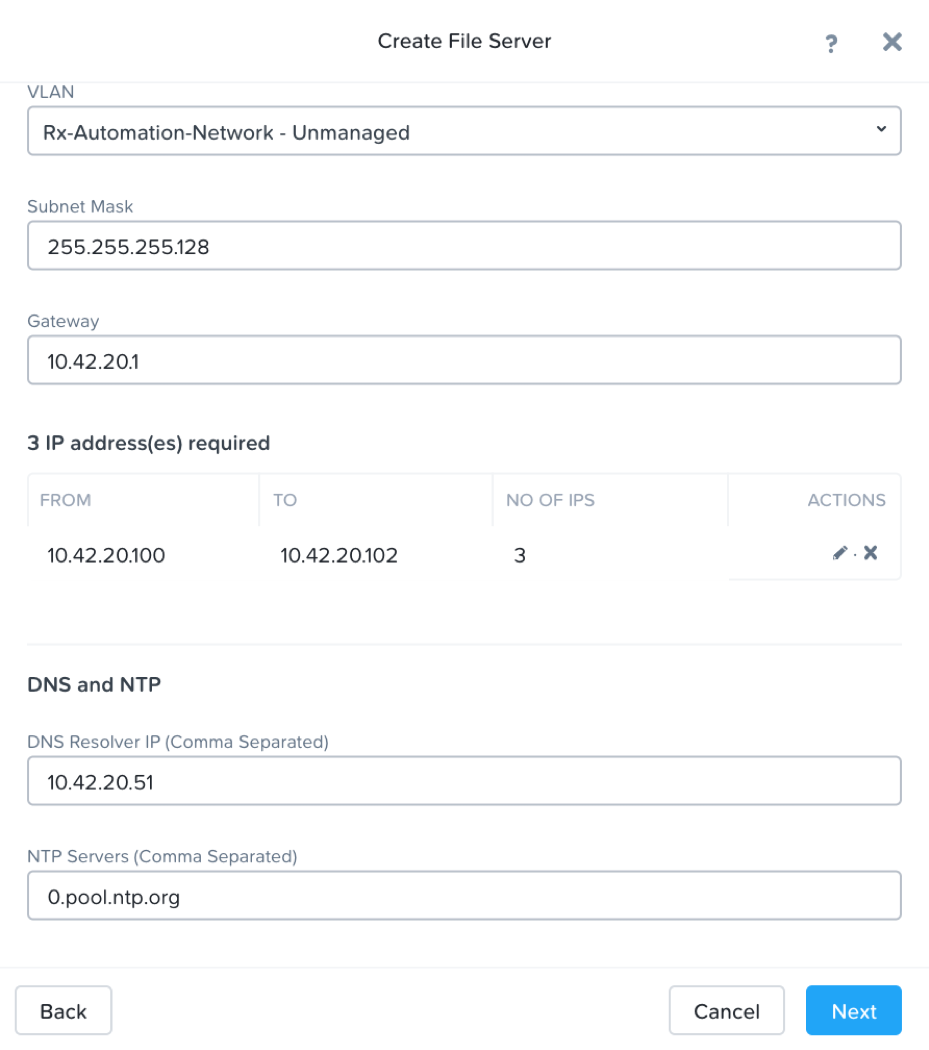 Create File Server ?
VLAN
Rx-Automation-Network - Unmanaged
Subnet Mask
255.255.255.128
Gateway
10.42.20.1
3 IP address(es) required
FROM TO NO OF IPS ACTIONS
10.42.20.100 10.42.20.102 3
DNS and NTP
DNS Resolver IP (Comma Separated)
10.42.20.51
NTP Servers (Comma Separated)
0.pool.ntp.org
Back Cancel Next